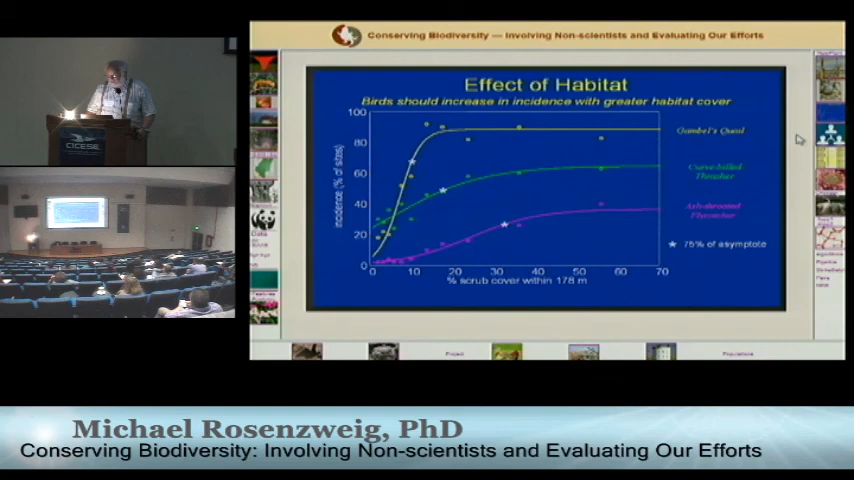 Conserving Biodiversity — Involving Non-scientists and Evaluating Our Efforts
Effect of Habitat
Birds should increase in incidence with greater habitat cover
100
80
60
40
20
0
Incidence (% of sites)
0 10 20 30 40 50 60 70
% scrub cover within 178 m
Gambel's Quail
Curve-billed
Thrasher
Ash-throated
Flycatcher
75% of asymptote
CICESE
Data
Project
Populations
Michael Rosenzweig, PhD
Conserving Biodiversity: Involving Non-scientists and Evaluating Our Efforts